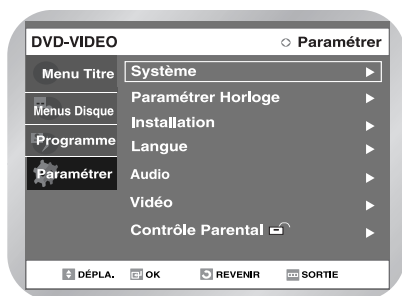 DVD-VIDEO
Paramétrer
Menu Titre
Système
Menus Disque
Paramétrer Horloge
Installation
Programme
Langue
Paramétrer
Audio
Vidéo
Contrôle Parental
DÉPLA.
OK
REVENIR
SORTIE